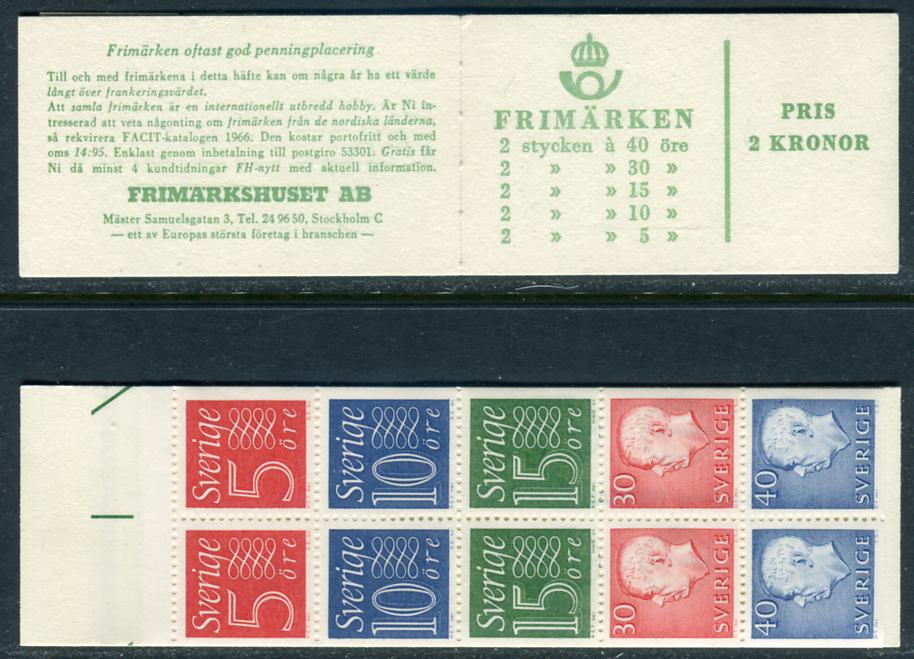 Frimärken oftast god penningplacering
Till och med frimärkena i detta häfte kan om några år ha ett värde
långt över frankeringsvärdet.
Att samla frimärken är en internationellt utbredd hobby. Är Ni in-
tresserad att veta någonting om frimärken från de nordiska länderna,
så rekvirera FACIT-katalogen 1966. Den kostar portofritt och med
oms 14:95. Enklast genom inbetalning till postgiro 53301. Gratis får
Ni då minst 4 kundtidningar FH-nytt med aktuell information.
FRIMÄRKSHUSET AB
Mäster Samuelsgatan 3, Tel. 24 96 50, Stockholm C
— ett av Europas största företag i branschen —
FRIMÄRKEN
2 stycken à 40 öre
2 » » 30 »
2 » » 15 »
2 » » 10 »
2 » » 5 »
PRIS
2 KRONOR
Sverige 5 öre
Sverige 10 öre
Sverige 15 öre
30 SVERIGE
40 SVERIGE
Sverige 5 öre
Sverige 10 öre
Sverige 15 öre
30 SVERIGE
40 SVERIGE